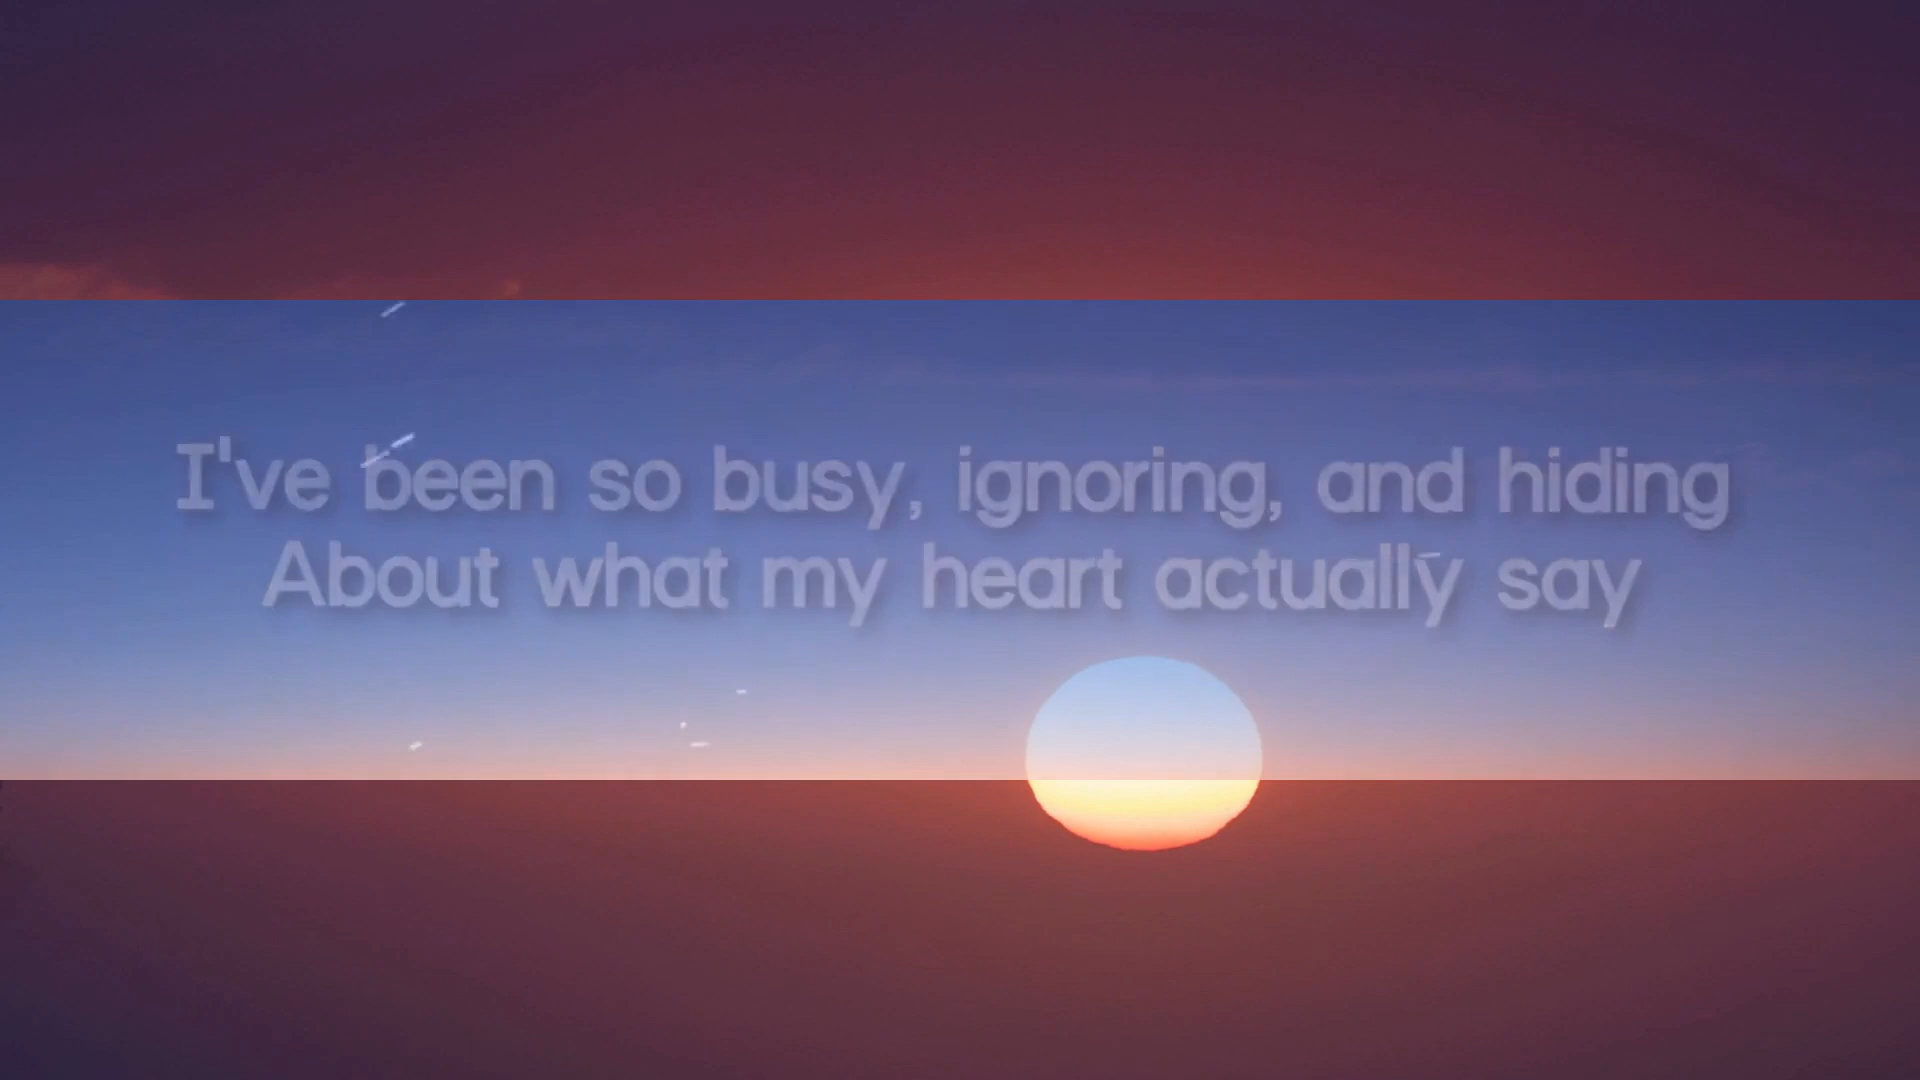 I've been so busy, ignoring, and hiding
About what my heart actually say